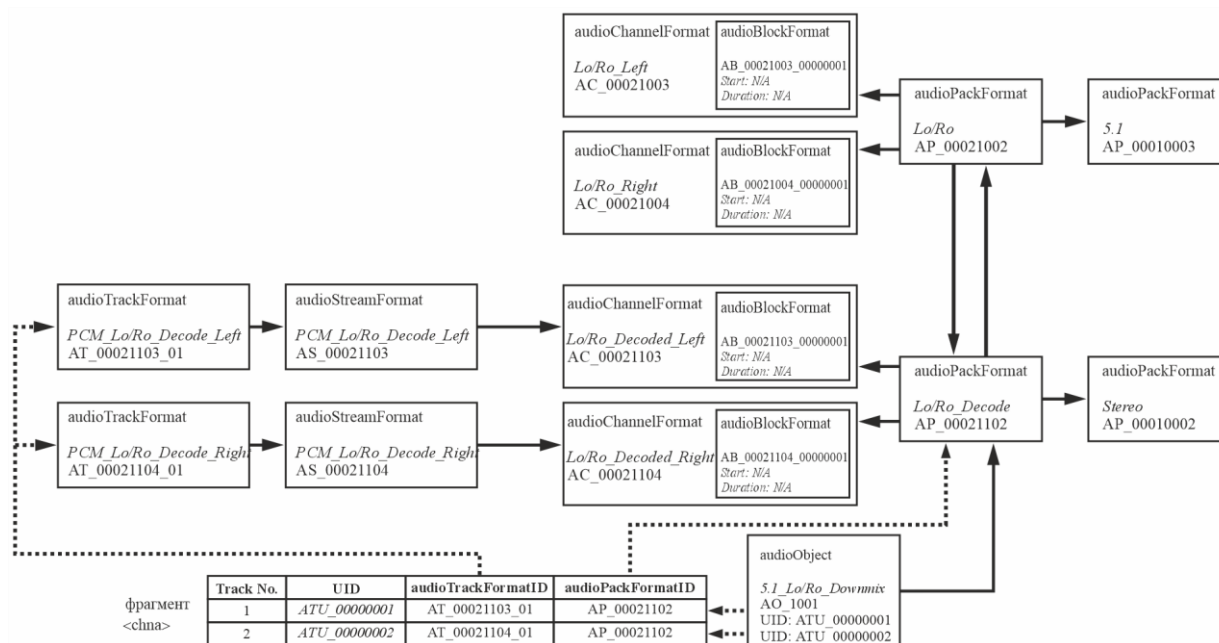 audioChannelFormat
Lo/Ro_Left
AC_00021003
audioBlockFormat
AB_00021003_00000001
Start: N/A
Duration: N/A
audioPackFormat
Lo/Ro
AP_00021002
audioPackFormat
5.1
AP_00010003
audioChannelFormat
Lo/Ro_Right
AC_00021004
audioBlockFormat
AB_00021004_00000001
Start: N/A
Duration: N/A
audioTrackFormat
PCM_Lo/Ro_Decode_Left
AT_00021103_01
audioStreamFormat
PCM_Lo/Ro_Decode_Left
AS_00021103
audioChannelFormat
Lo/Ro_Decoded_Left
AC_00021103
audioBlockFormat
AB_00021103_00000001
Start: N/A
Duration: N/A
audioPackFormat
Lo/Ro_Decode
AP_00021102
audioPackFormat
Stereo
AP_00010002
audioTrackFormat
PCM_Lo/Ro_Decode_Right
AT_00021104_01
audioStreamFormat
PCM_Lo/Ro_Decode_Right
AS_00021104
audioChannelFormat
Lo/Ro_Decoded_Right
AC_00021104
audioBlockFormat
AB_00021104_00000001
Start: N/A
Duration: N/A
audioObject
5.1_Lo/Ro_Downmix
AO_1001
UID: ATU_00000001
UID: ATU_00000002
фрагмент
<chna>
Track No. UID audioTrackFormatID audioPackFormatID
1 ATU_00000001 AT_00021103_01 AP_00021102
2 ATU_00000002 AT_00021104_01 AP_00021102